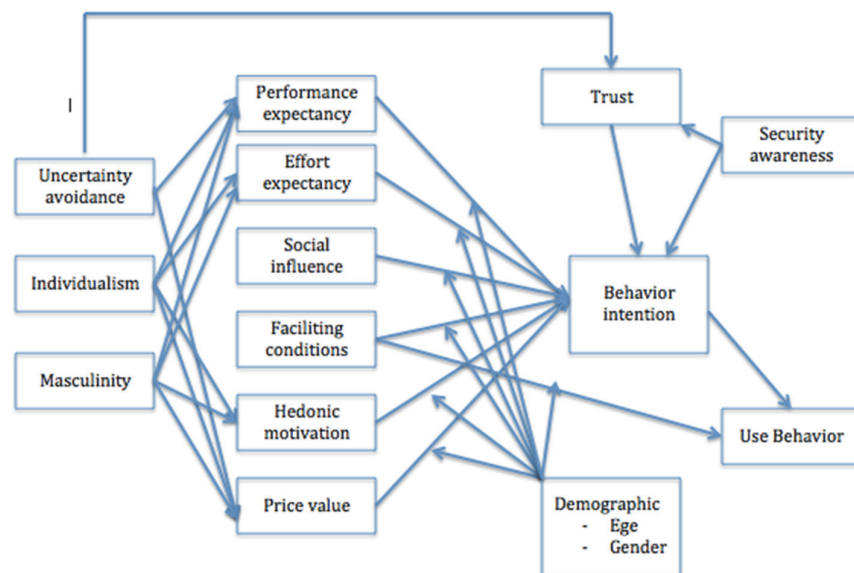 Performance
expectancy
Trust
Security
awareness
Uncertainty
avoidance
Effort
expectancy
Social
influence
Individualism
Behavior
intention
Faciliting
conditions
Masculinity
Hedonic
motivation
Use Behavior
Price value
Demographic
- Ege
- Gender